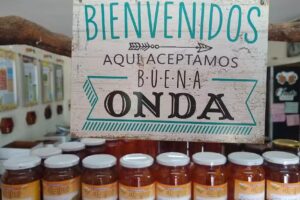 BIENVENIDOS
AQUI ACEPTAMOS
BUENA
ONDA